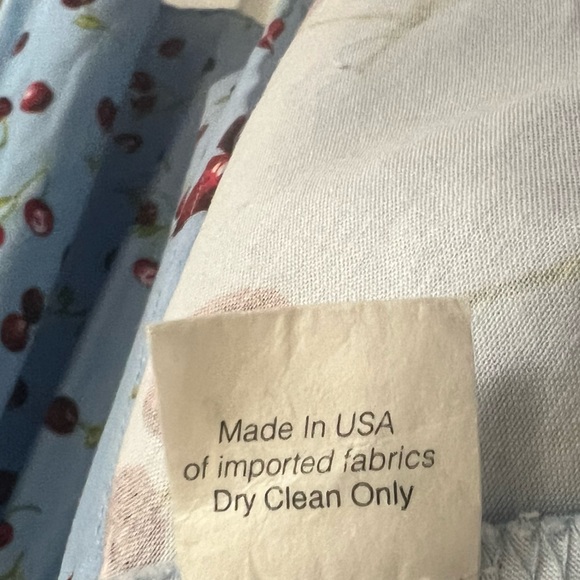 Made In USA
of imported fabrics
Dry Clean Only